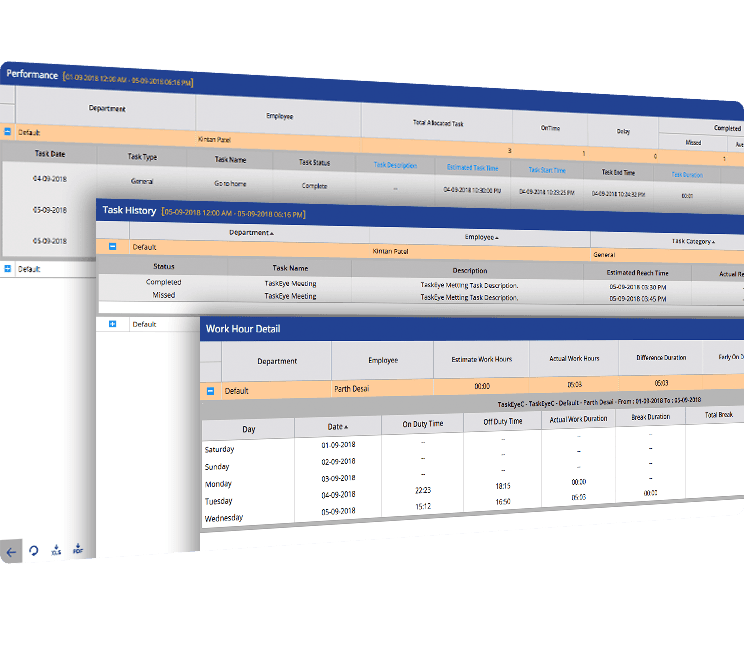 Performance [01-09-2018 12:00 AM - 05-09-2018 06:16 PM]
Department Employee Total Allocated Task OnTime Delay Completed
Missed
Default Kintan Patel 3 1 0 1
Task Date Task Type Task Name Task Status Task Description Estimated Task Time Task Start Time Task End Time Task Duration
04-09-2018 General Go to home Complete -- 04-09-2018 10:30:00 PM 04-09-2018 10:23:25 PM 04-09-2018 10:24:32 PM 00:01
05-09-2018
05-09-2018
Default
Task History [05-09-2018 12:00 AM - 05-09-2018 06:16 PM]
Department Employee Task Category
Default Kintan Patel General
Status Task Name Description Estimated Reach Time Actual Re
Completed TaskEye Meeting TaskEye Metting Task Description. 05-09-2018 03:30 PM
Missed TaskEye Meeting TaskEye Metting Task Description. 05-09-2018 03:45 PM
Default
Work Hour Detail
Department Employee Estimate Work Hours Actual Work Hours Difference Duration Early On D
Default Parth Desai 00:00 05:03 05:03
TaskEyeC - TaskEyeC - Default - Parth Desai - From : 01-09-2018 To : 05-09-2018
Day Date On Duty Time Off Duty Time Actual Work Duration Break Duration Total Break
Saturday 01-09-2018 -- -- -- --
Sunday 02-09-2018 -- -- -- --
Monday 03-09-2018 -- -- -- --
Tuesday 04-09-2018 22:23 18:15 00:00 --
Wednesday 05-09-2018 15:12 16:50 05:03 00:00
XLS PDF